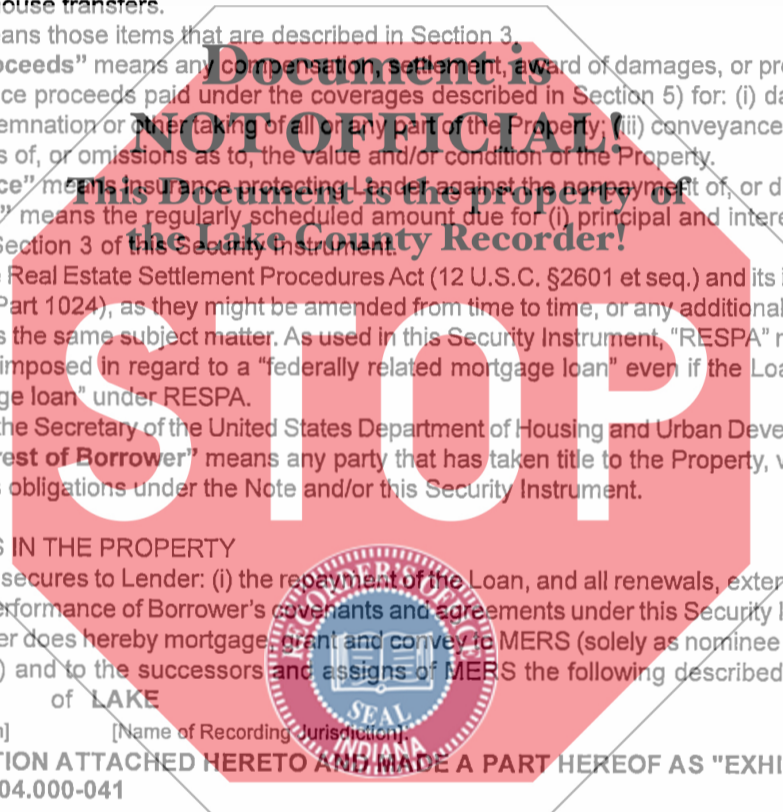 ouse transfers.
ans those items that are described in Section 3.
oceeds” means any compensation, settlement, award of damages, or pro
ce proceeds paid under the coverages described in Section 5) for: (i) da
emnation or other taking of all or any part of the Property; (ii) conveyance
s of, or omissions as to, the value and/or condition of the Property.
ce” means insurance protecting Lender against the nonpayment of, or d
” means the regularly scheduled amount due for (i) principal and intere
Section 3 of this Security Instrument.
Real Estate Settlement Procedures Act (12 U.S.C. §2601 et seq.) and its
Part 1024), as they might be amended from time to time, or any additional
s the same subject matter. As used in this Security Instrument, “RESPA”
imposed in regard to a “federally related mortgage loan” even if the Loa
ge loan” under RESPA.
the Secretary of the United States Department of Housing and Urban Deve
est of Borrower” means any party that has taken title to the Property,
s obligations under the Note and/or this Security Instrument.
S IN THE PROPERTY
secures to Lender: (i) the repayment of the Loan, and all renewals, exten
erformance of Borrower’s covenants and agreements under this Security
er does hereby mortgage, grant and convey to MERS (solely as nominee
) and to the successors and assigns of MERS the following described
of LAKE
n] [Name of Recording Jurisdiction]:
TION ATTACHED HERETO AND MADE A PART HEREOF AS "EXHI
04.000-041
Document is
NOT OFFICIAL!
This Document is the property of
the Lake County Recorder!
STOP
RECORDER'S OFFICE
SEAL
INDIANA